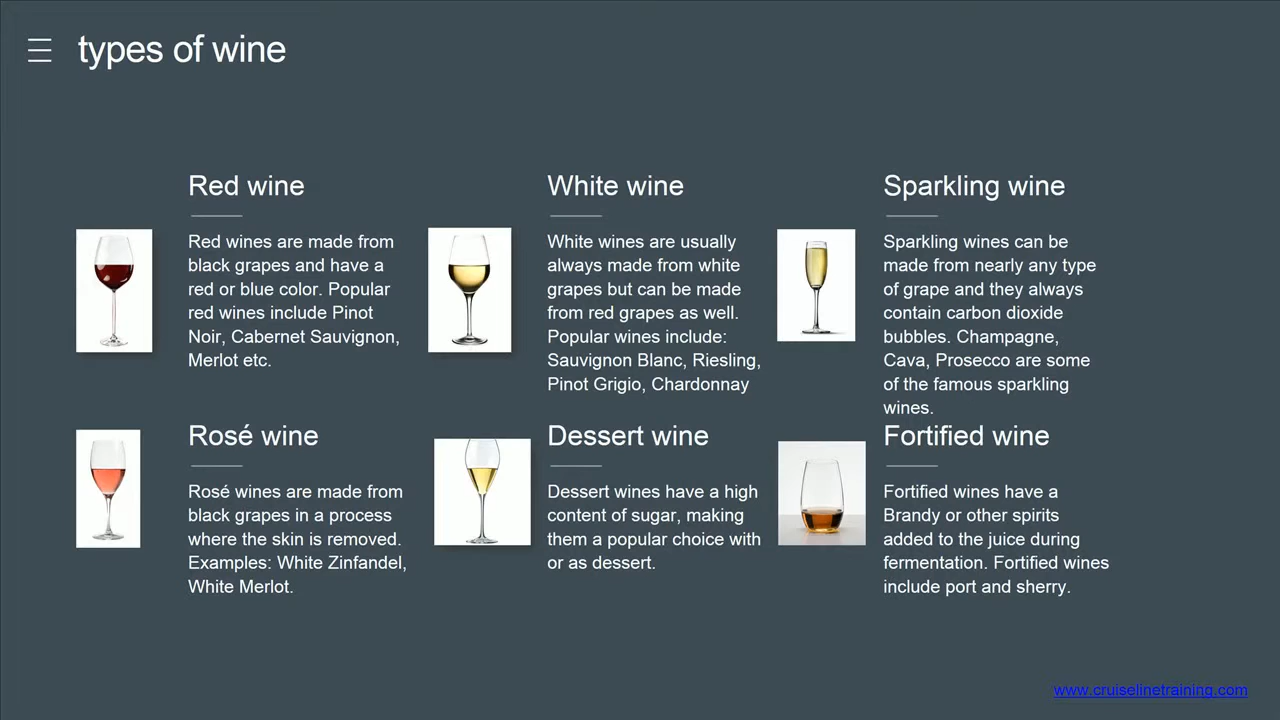 types of wine
Red wine
Red wines are made from
black grapes and have a
red or blue color. Popular
red wines include Pinot
Noir, Cabernet Sauvignon,
Merlot etc.
White wine
White wines are usually
always made from white
grapes but can be made
from red grapes as well.
Popular wines include:
Sauvignon Blanc, Riesling,
Pinot Grigio, Chardonnay
Sparkling wine
Sparkling wines can be
made from nearly any type
of grape and they always
contain carbon dioxide
bubbles. Champagne,
Cava, Prosecco are some
of the famous sparkling
wines.
Rosé wine
Rosé wines are made from
black grapes in a process
where the skin is removed.
Examples: White Zinfandel,
White Merlot.
Dessert wine
Dessert wines have a high
content of sugar, making
them a popular choice with
or as dessert.
Fortified wine
Fortified wines have a
Brandy or other spirits
added to the juice during
fermentation. Fortified wines
include port and sherry.
www.cruiselinetraining.com